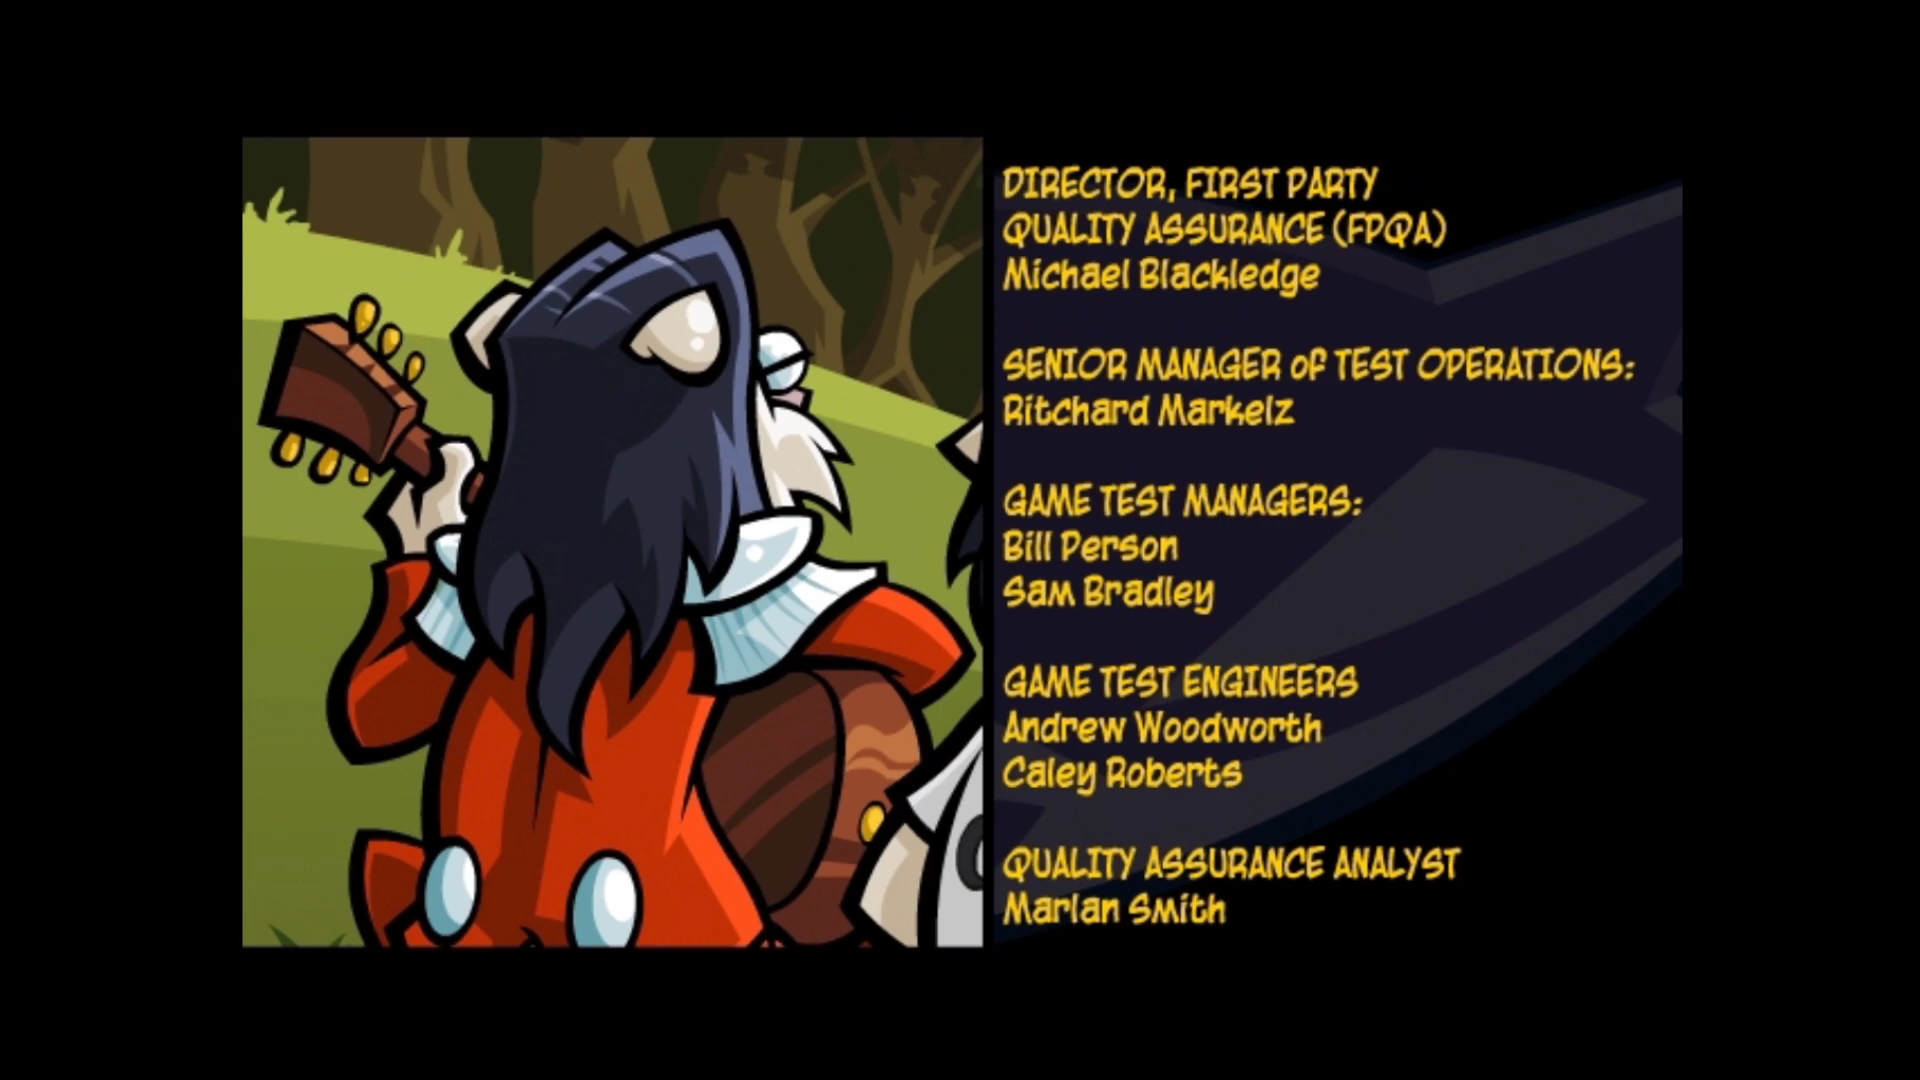 DIRECTOR, FIRST PARTY
QUALITY ASSURANCE (FPQA)
Michael Blackledge
SENIOR MANAGER of TEST OPERATIONS:
Ritchard Markelz
GAME TEST MANAGERS:
Bill Person
Sam Bradley
GAME TEST ENGINEERS
Andrew Woodworth
Caley Roberts
QUALITY ASSURANCE ANALYST
Marlan Smith